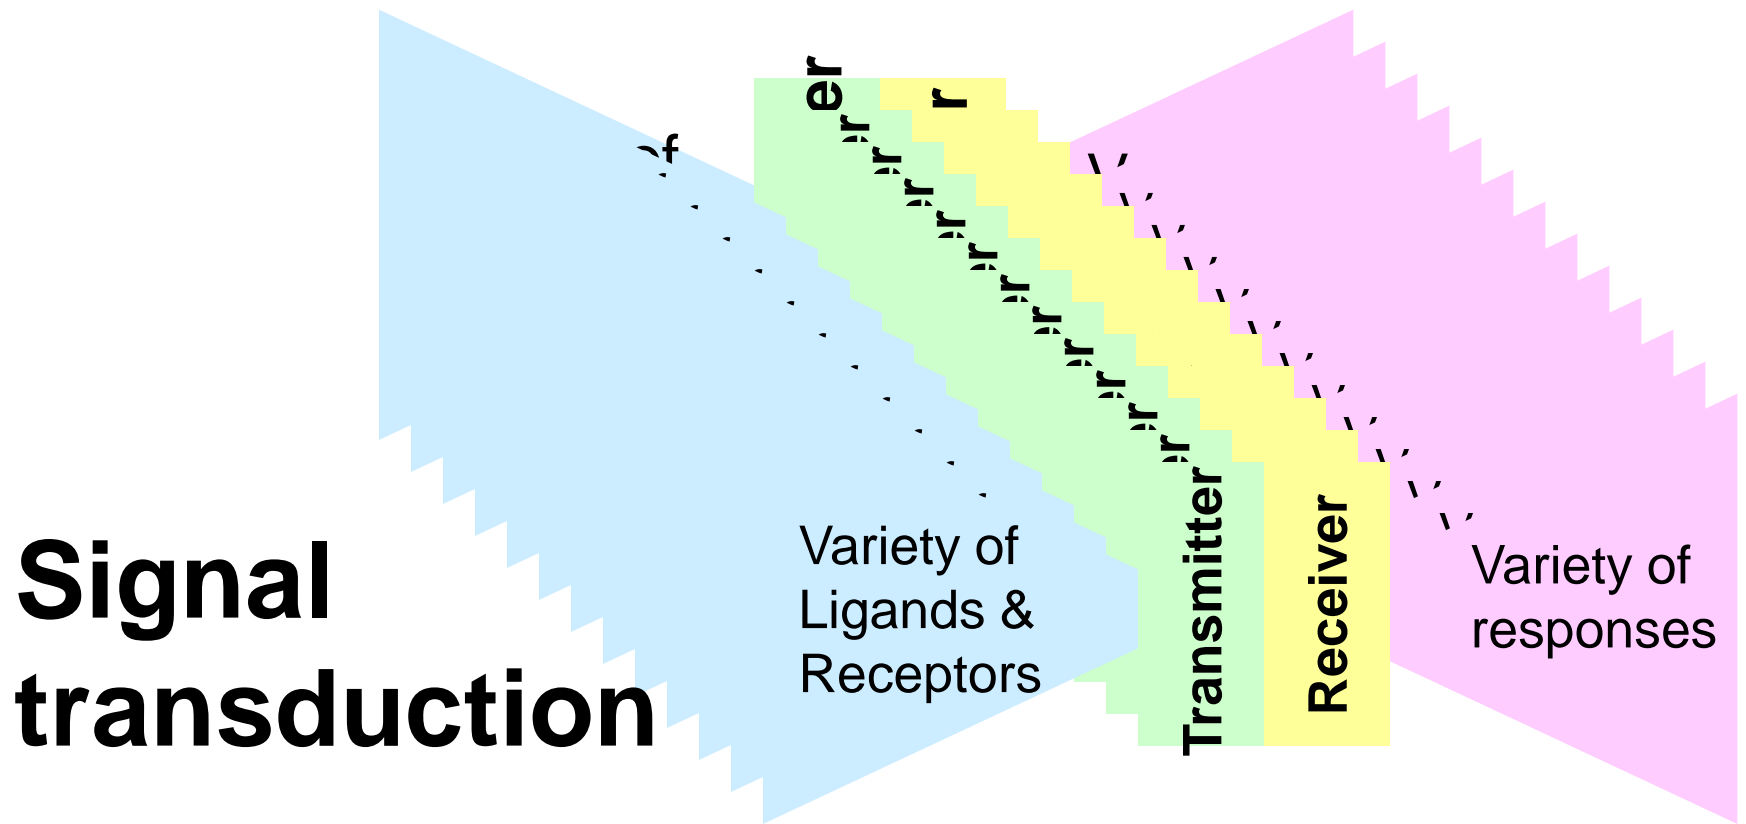 Signal
transduction
Variety of
Ligands &
Receptors
Transmitter
Receiver
Variety of
responses